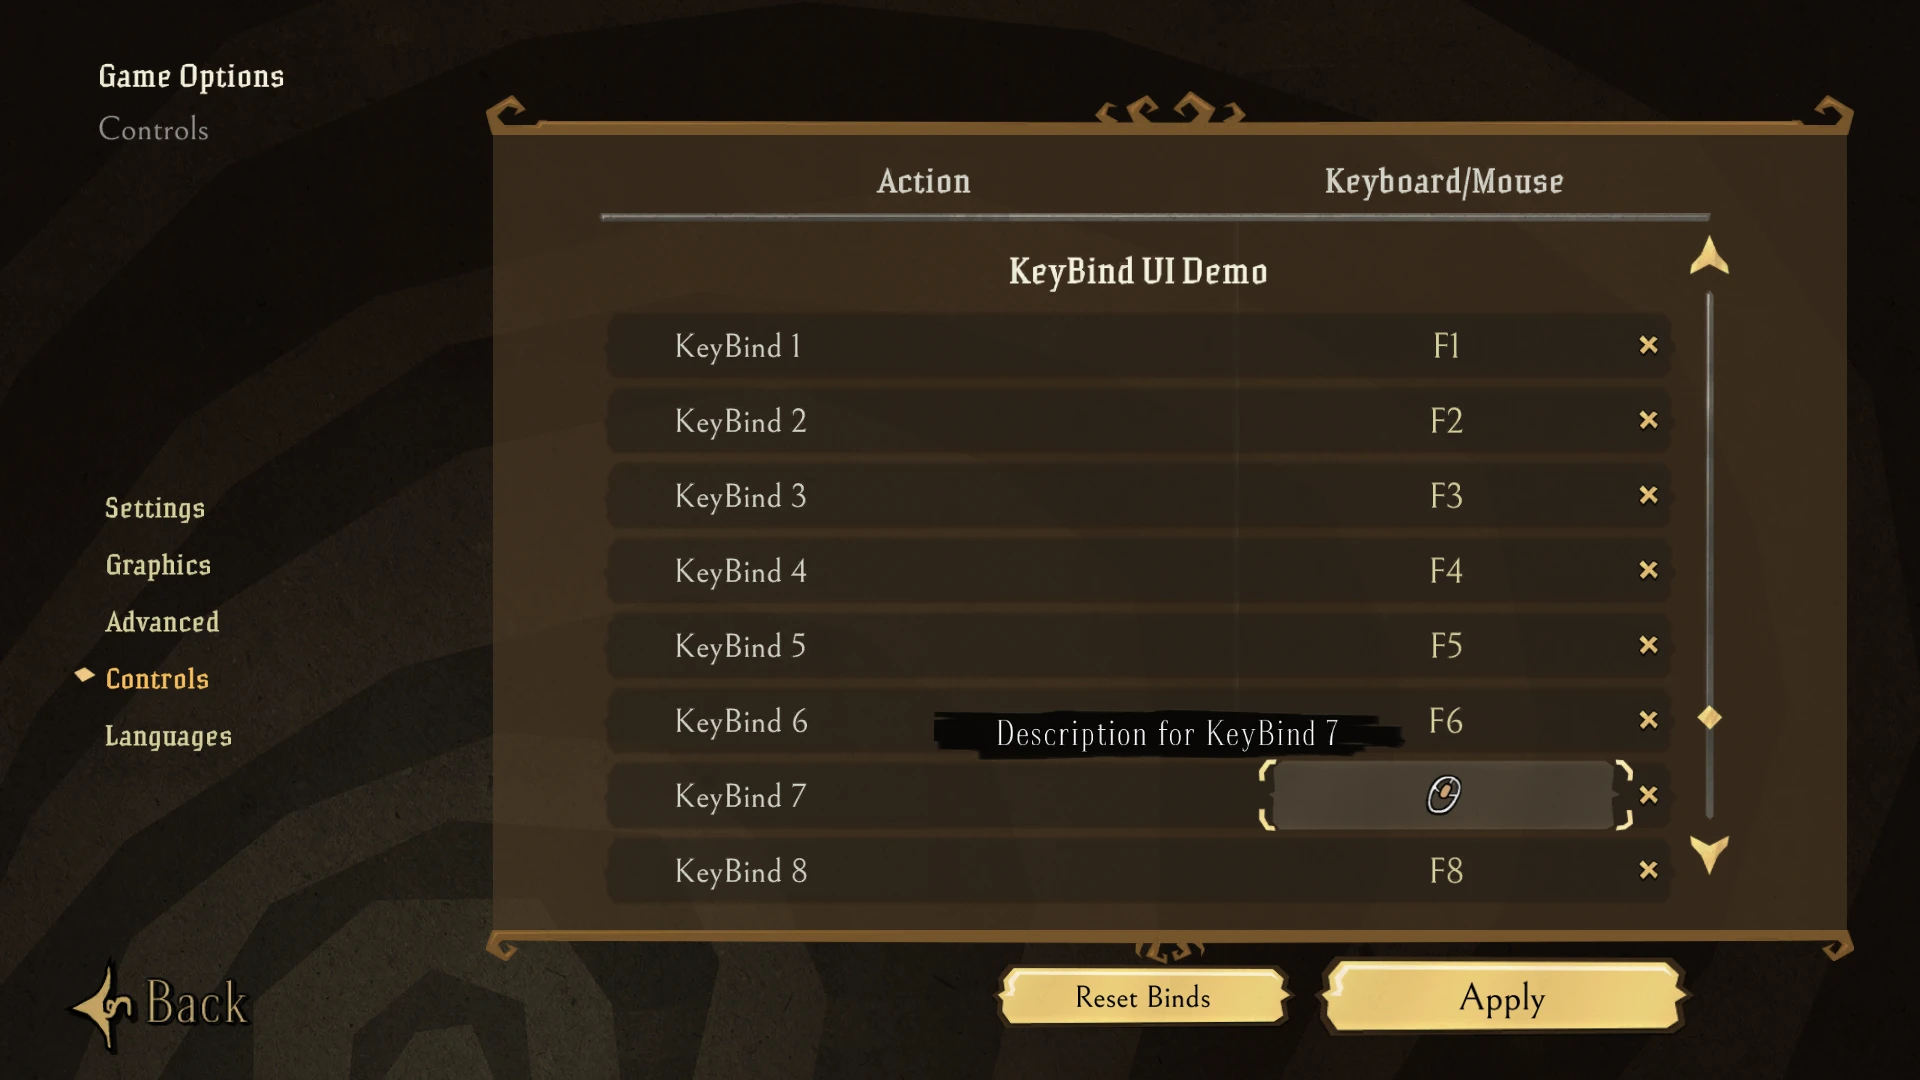 Game Options
Controls
Action Keyboard/Mouse
KeyBind UI Demo
KeyBind 1 F1
KeyBind 2 F2
KeyBind 3 F3
KeyBind 4 F4
KeyBind 5 F5
KeyBind 6 F6
Description for KeyBind 7
KeyBind 7
KeyBind 8 F8
Settings
Graphics
Advanced
Controls
Languages
Back
Reset Binds
Apply